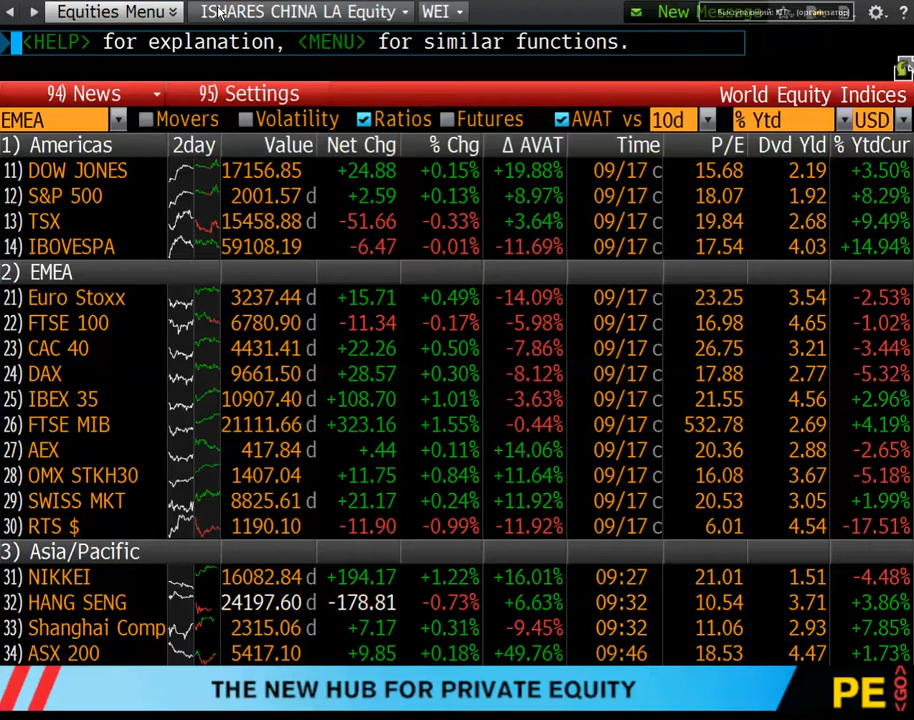 Equities Menu ISHARES CHINA LA Equity WEI New
<HELP> for explanation, <MENU> for similar functions.
94) News 95) Settings World Equity Indices
EMEA Movers Volatility Ratios Futures AVAT vs 10d % Ytd USD
1) Americas 2day Value Net Chg % Chg Δ AVAT Time P/E Dvd Yld % YtdCur
11) DOW JONES 17156.85 +24.88 +0.15% +19.88% 09/17 c 15.68 2.19 +3.50%
12) S&P 500 2001.57 d +2.59 +0.13% +8.97% 09/17 c 18.07 1.92 +8.29%
13) TSX 15458.88 d -51.66 -0.33% +3.64% 09/17 c 19.84 2.68 +9.49%
14) IBOVESPA 59108.19 -6.47 -0.01% -11.69% 09/17 c 17.54 4.03 +14.94%
2) EMEA
21) Euro Stoxx 3237.44 d +15.71 +0.49% -14.09% 09/17 c 23.25 3.54 -2.53%
22) FTSE 100 6780.90 d -11.34 -0.17% -5.98% 09/17 c 16.98 4.65 -1.02%
23) CAC 40 4431.41 d +22.26 +0.50% -7.86% 09/17 c 26.75 3.21 -3.44%
24) DAX 9661.50 d +28.57 +0.30% -8.12% 09/17 c 17.88 2.77 -5.32%
25) IBEX 35 10907.40 d +108.70 +1.01% -3.63% 09/17 c 21.55 4.56 +2.96%
26) FTSE MIB 21111.66 d +323.16 +1.55% -0.44% 09/17 c 532.78 2.69 +4.19%
27) AEX 417.84 d +.44 +0.11% +14.06% 09/17 c 20.36 2.88 -2.65%
28) OMX STKH30 1407.04 +11.75 +0.84% +11.64% 09/17 c 16.08 3.67 -5.18%
29) SWISS MKT 8825.61 d +21.17 +0.24% +11.92% 09/17 c 20.53 3.05 +1.99%
30) RTS $ 1190.10 -11.90 -0.99% -11.92% 09/17 c 6.01 4.54 -17.51%
3) Asia/Pacific
31) NIKKEI 16082.84 d +194.17 +1.22% +16.01% 09:27 21.01 1.51 -4.48%
32) HANG SENG 24197.60 d -178.81 -0.73% +6.63% 09:32 10.54 3.71 +3.86%
33) Shanghai Comp 2315.06 d +7.17 +0.31% -9.45% 09:32 11.06 2.93 +7.85%
34) ASX 200 5417.10 d +9.85 +0.18% +49.76% 09:46 18.53 4.47 +1.73%
THE NEW HUB FOR PRIVATE EQUITY
PE